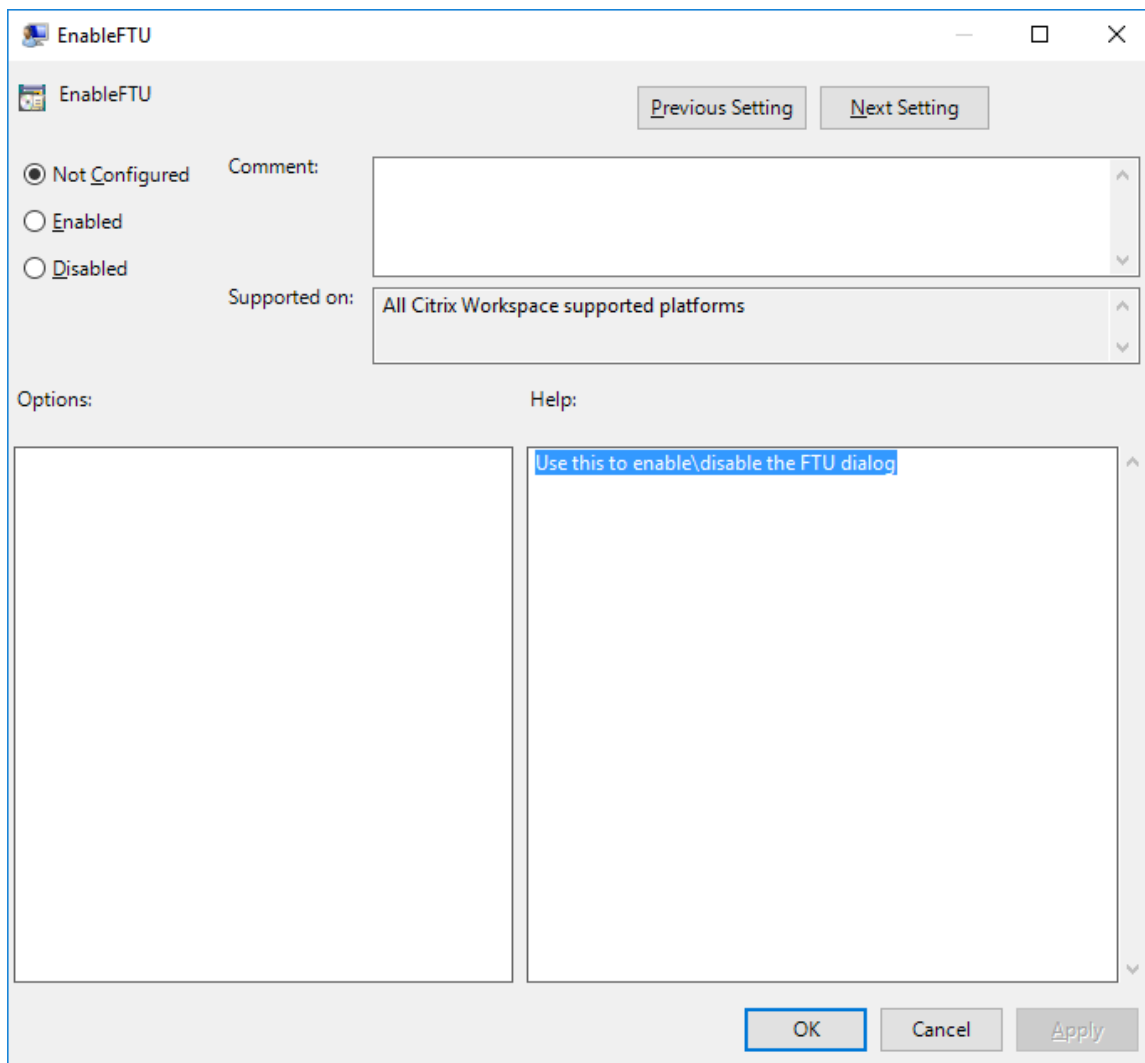 EnableFTU
EnableFTU
Previous Setting
Next Setting
Not Configured
Comment:
Enabled
Disabled
Supported on:
All Citrix Workspace supported platforms
Options:
Help:
Use this to enable\disable the FTU dialog
OK
Cancel
Apply